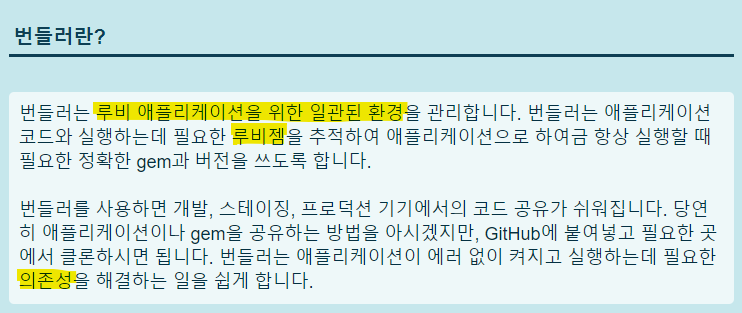 번들러란?
번들러는 루비 애플리케이션을 위한 일관된 환경을 관리합니다. 번들러는 애플리케이션
코드와 실행하는데 필요한 루비젬을 추적하여 애플리케이션으로 하여금 항상 실행할 때
필요한 정확한 gem과 버전을 쓰도록 합니다.
번들러를 사용하면 개발, 스테이징, 프로덕션 기기에서의 코드 공유가 쉬워집니다. 당연
히 애플리케이션이나 gem을 공유하는 방법을 아시겠지만, GitHub에 붙여넣고 필요한 곳
에서 클론하시면 됩니다. 번들러는 애플리케이션이 에러 없이 켜지고 실행하는데 필요한
의존성을 해결하는 일을 쉽게 합니다.